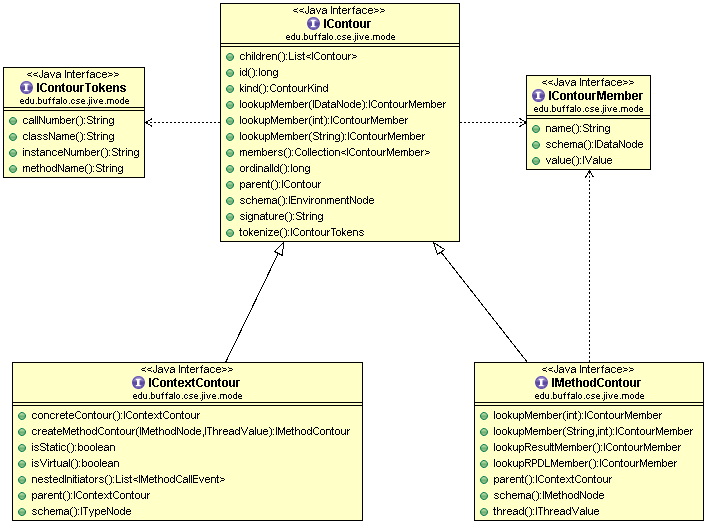 <<Java Interface>>
IContour
edu.buffalo.cse.jive.mode
children():List<IContour>
id():long
kind():ContourKind
lookupMember(IDataNode):IContourMember
lookupMember(int):IContourMember
lookupMember(String):IContourMember
members():Collection<IContourMember>
ordinalId():long
parent():IContour
schema():IEnvironmentNode
signature():String
tokenize():IContourTokens
<<Java Interface>>
IContourTokens
edu.buffalo.cse.jive.mode
callNumber():String
className():String
instanceNumber():String
methodName():String
<<Java Interface>>
IContourMember
edu.buffalo.cse.jive.mode
name():String
schema():IDataNode
value():IValue
<<Java Interface>>
IContextContour
edu.buffalo.cse.jive.mode
concreteContour():IContextContour
createMethodContour(IMethodNode,IThreadValue):IMethodContour
isStatic():boolean
isVirtual():boolean
nestedInitiators():List<IMethodCallEvent>
parent():IContextContour
schema():ITypeNode
<<Java Interface>>
IMethodContour
edu.buffalo.cse.jive.mode
lookupMember(int):IContourMember
lookupMember(String,int):IContourMember
lookupResultMember():IContourMember
lookupRPDLMember():IContourMember
parent():IContextContour
schema():IMethodNode
thread():IThreadValue